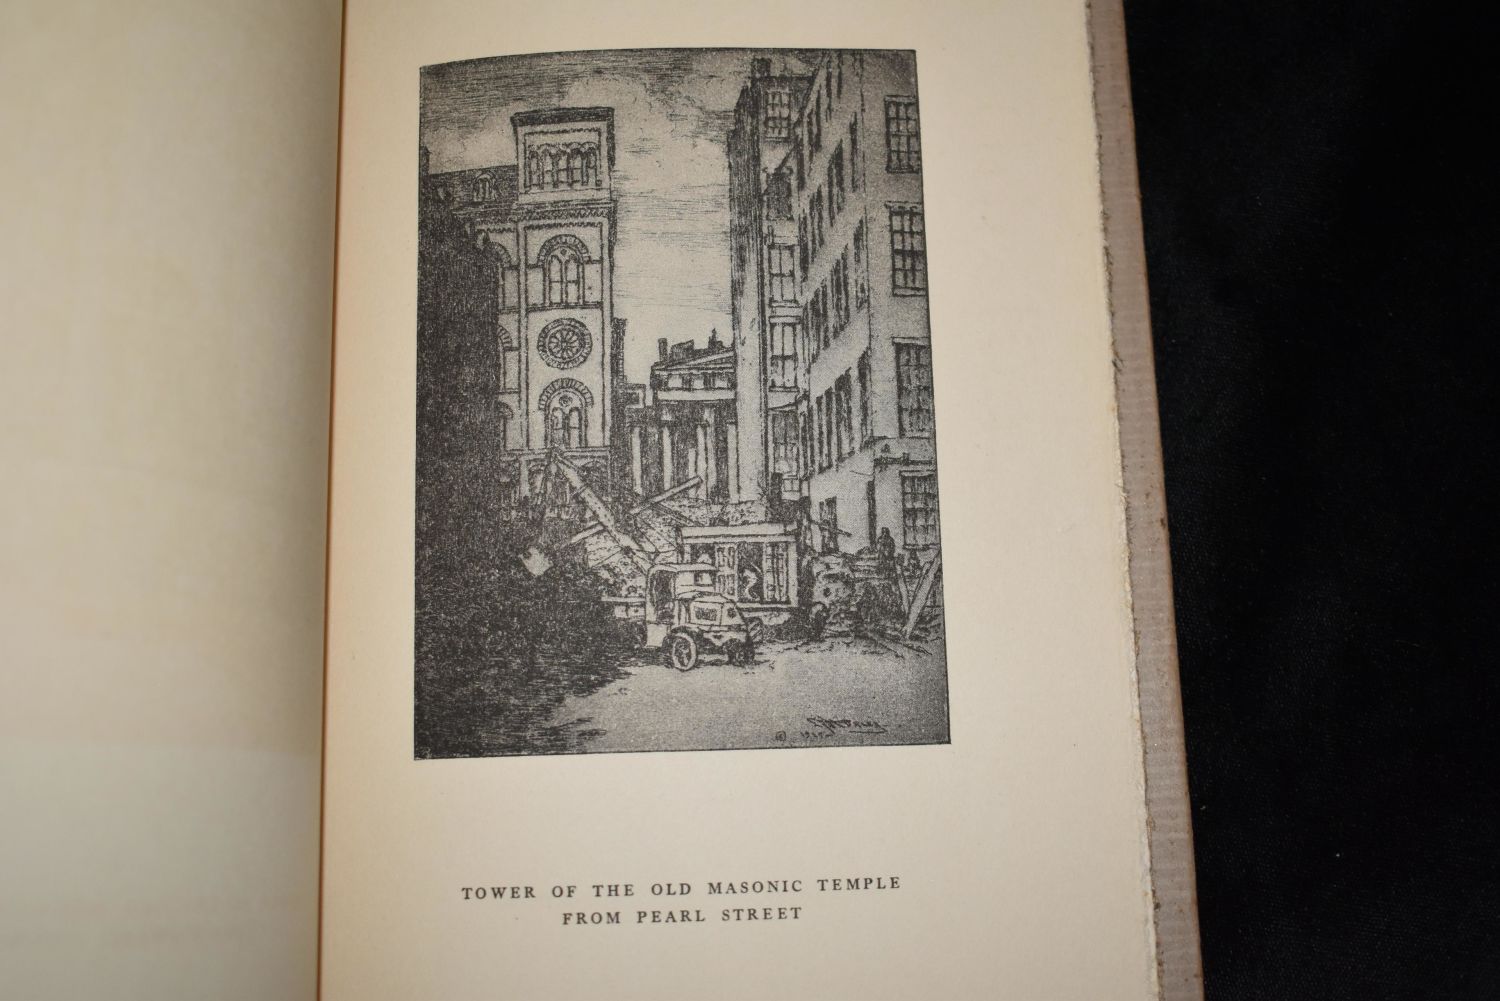 TOWER OF THE OLD MASONIC TEMPLE
FROM PEARL STREET